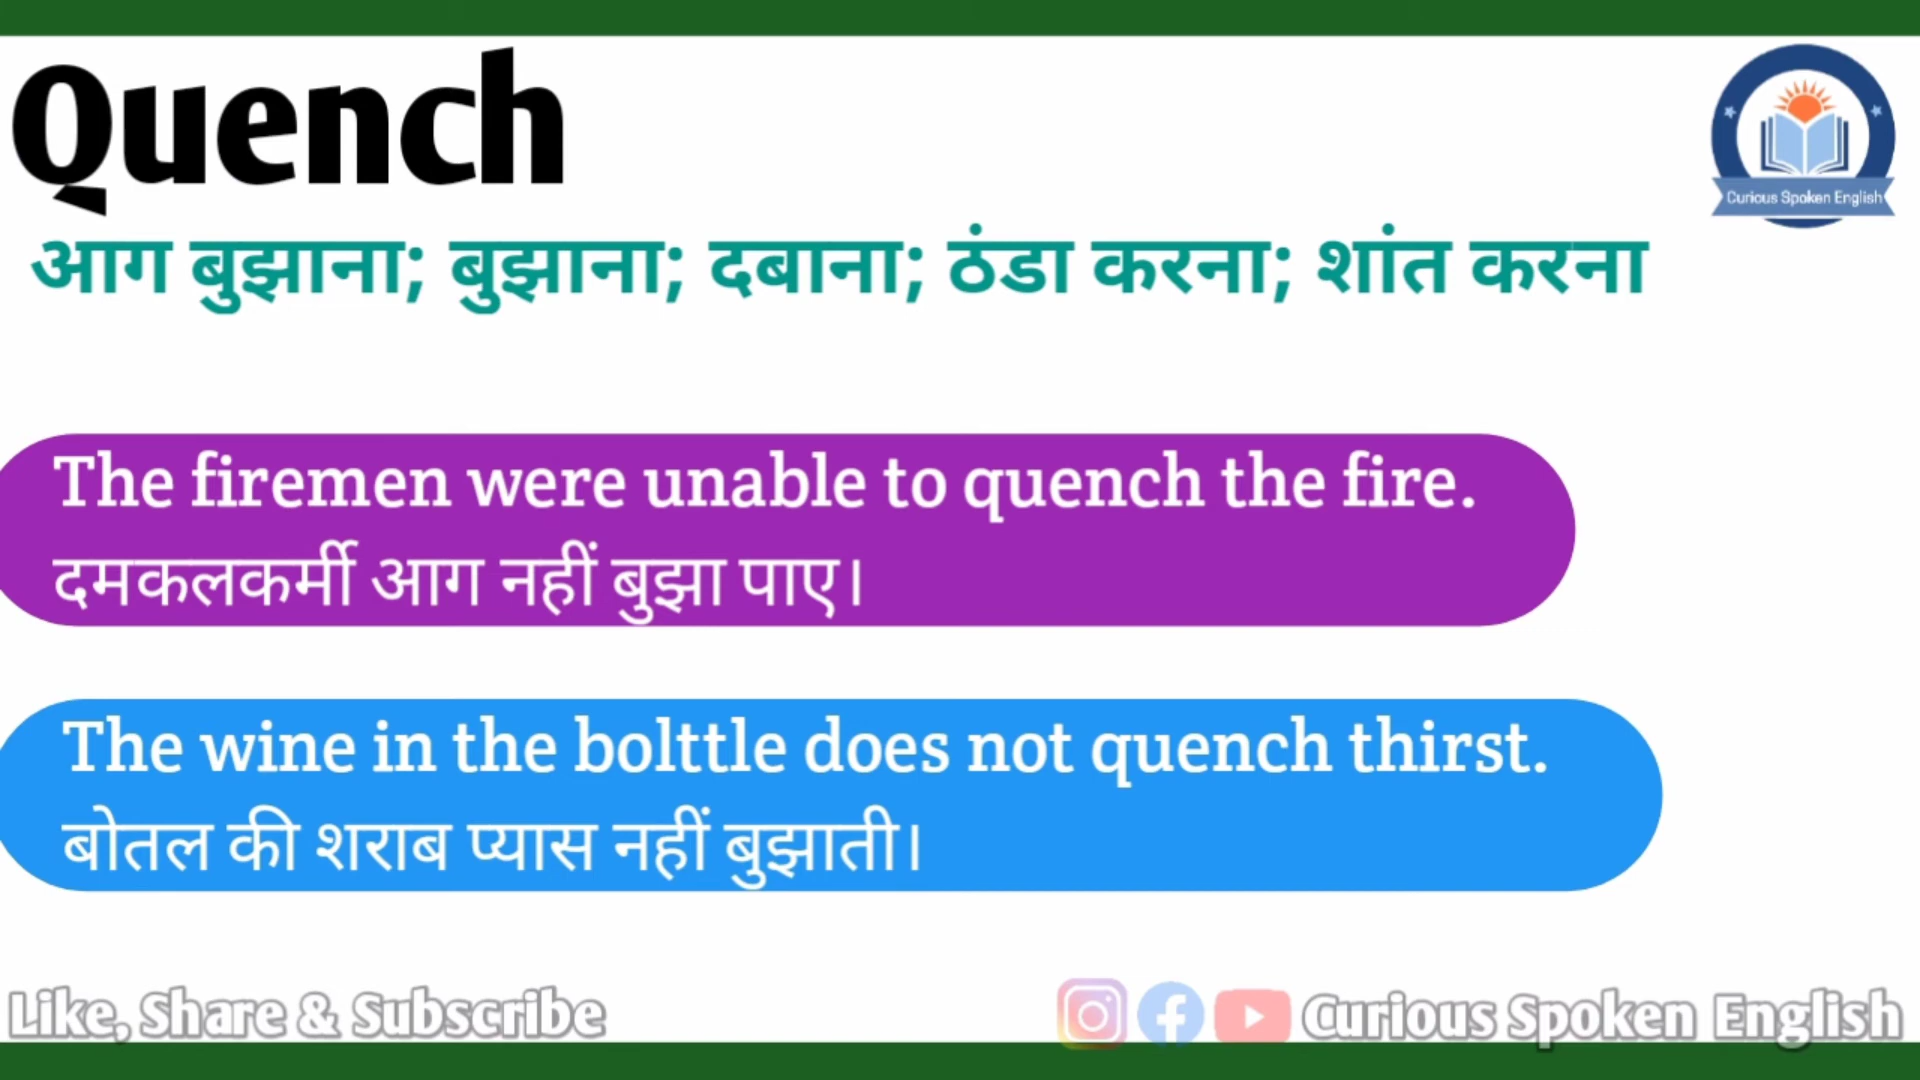 Quench
Curious Spoken English
आग बुझाना; बुझाना; दबाना; ठंडा करना; शांत करना
The firemen were unable to quench the fire.
दमकलकर्मी आग नहीं बुझा पाए।
The wine in the bolttle does not quench thirst.
बोतल की शराब प्यास नहीं बुझाती।
Like, Share & Subscribe
Curious Spoken English